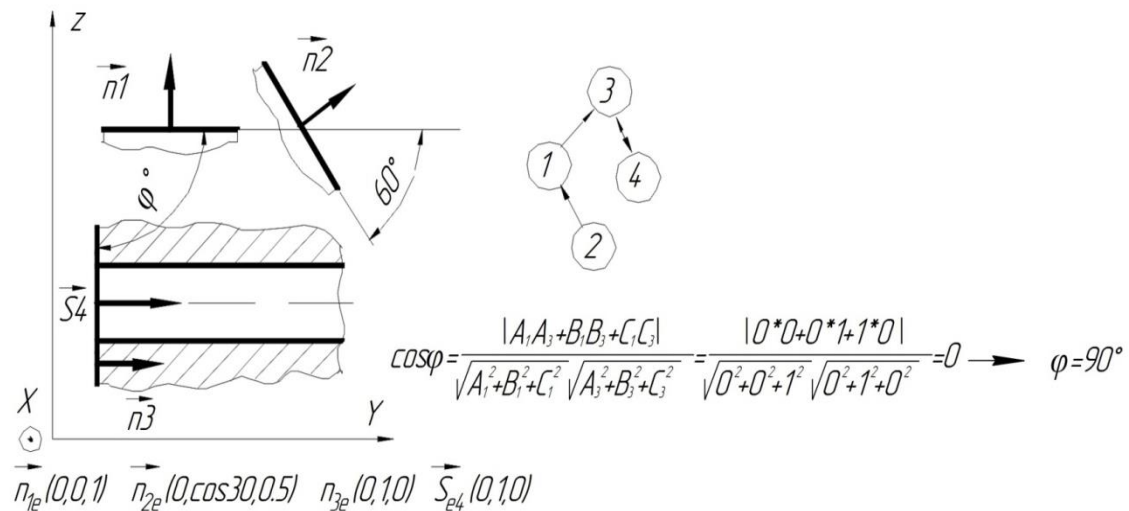 Z
n1
n2
3
1
4
60°
φ°
2
S4
cosφ=|A₁A₃+B₁B₃+C₁C₃|/(√A₁²+B₁²+C₁² √A₃²+B₃²+C₃²)=|0*0+0*1+1*0|/(√0²+0²+1² √0²+1²+0²)=0 → φ=90°
n3
X
Y
n₁ₑ(0,0,1) n₂ₑ(0,cos30,0.5) n₃ₑ(0,1,0) Sₑ₄(0,1,0)